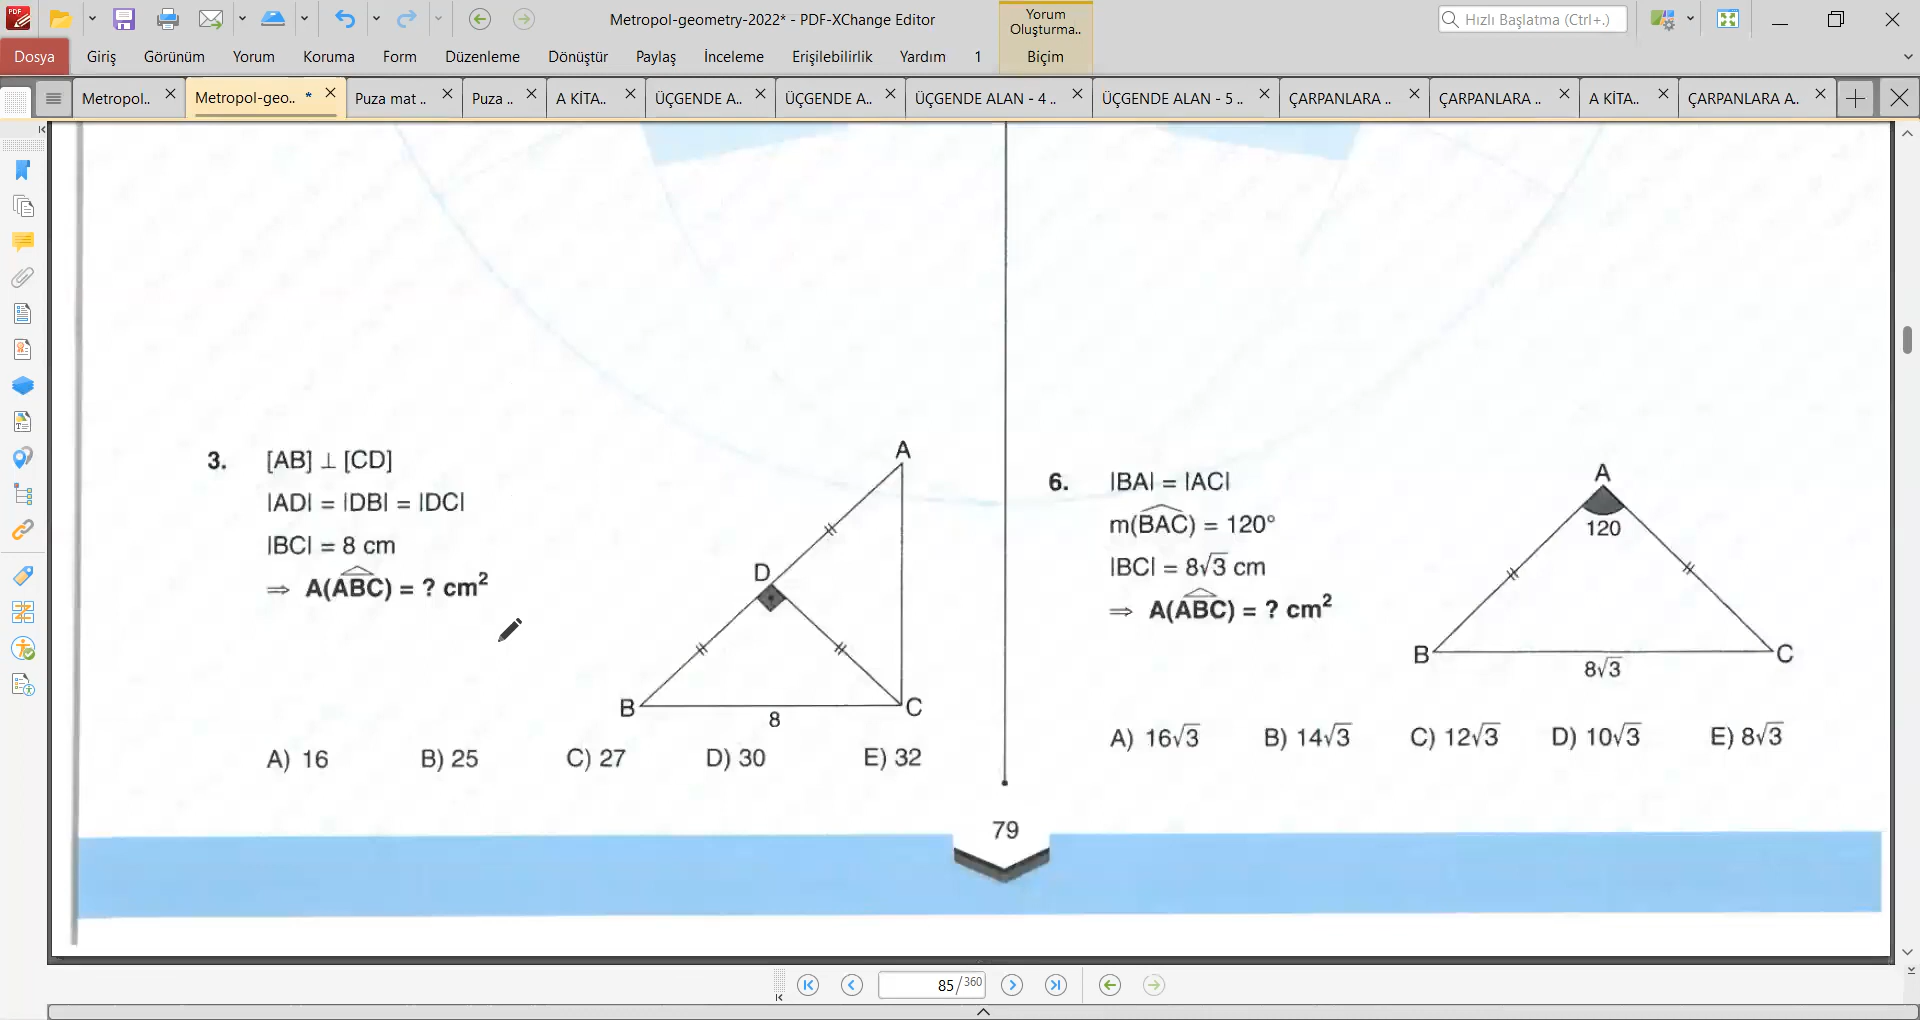 Metropol-geometry-2022* - PDF-XChange Editor
Yorum
Oluşturma..
Hızlı Başlatma (Ctrl+.)
Dosya
Giriş
Görünüm
Yorum
Koruma
Form
Düzenleme
Dönüştür
Paylaş
İnceleme
Erişilebilirlik
Yardım
1
Biçim
Metropol..
Metropol-geo.. *
Puza mat ..
Puza ..
A KİTA..
ÜÇGENDE A..
ÜÇGENDE A..
ÜÇGENDE ALAN - 4 ..
ÜÇGENDE ALAN - 5 ..
ÇARPANLARA ..
ÇARPANLARA ..
A KİTA..
ÇARPANLARA A..
3. [AB] ⊥ [CD]
|AD| = |DB| = |DC|
|BC| = 8 cm
⇒ A(ABC) = ? cm²
A
D
B
C
8
A) 16 B) 25 C) 27 D) 30 E) 32
6. |BA| = |AC|
m(BAC) = 120°
|BC| = 8√3 cm
⇒ A(ABC) = ? cm²
A
120
B
C
8√3
A) 16√3 B) 14√3 C) 12√3 D) 10√3 E) 8√3
79
85 / 360